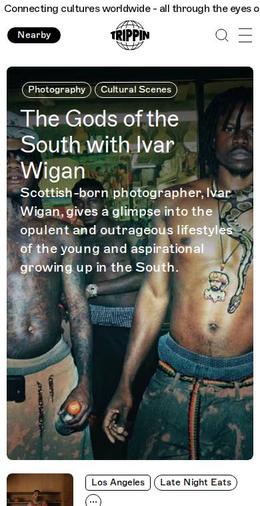 Connecting cultures worldwide - all through the eyes o
Nearby
TRIPPIN
Photography
Cultural Scenes
The Gods of the
South with Ivar
Wigan
Scottish-born photographer, Ivar
Wigan, gives a glimpse into the
opulent and outrageous lifestyles
of the young and aspirational
growing up in the South.
Los Angeles
Late Night Eats
...